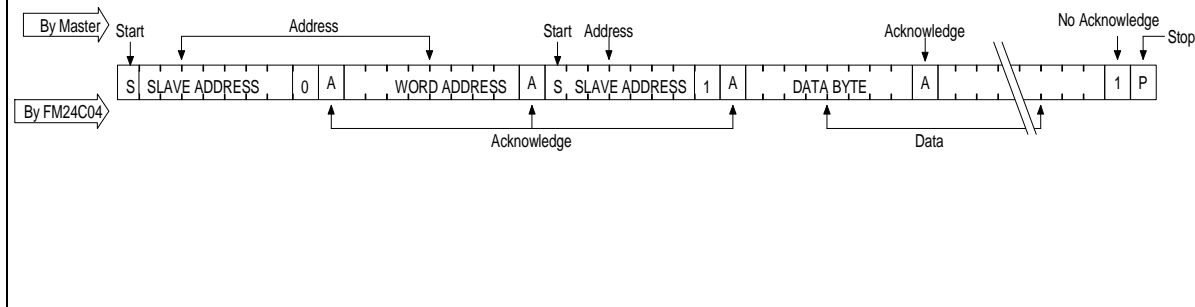 By Master Start Address Start Address Acknowledge No Acknowledge Stop
S SLAVE ADDRESS 0 A WORD ADDRESS A S SLAVE ADDRESS 1 A DATA BYTE A 1 P
By FM24C04
Acknowledge Data